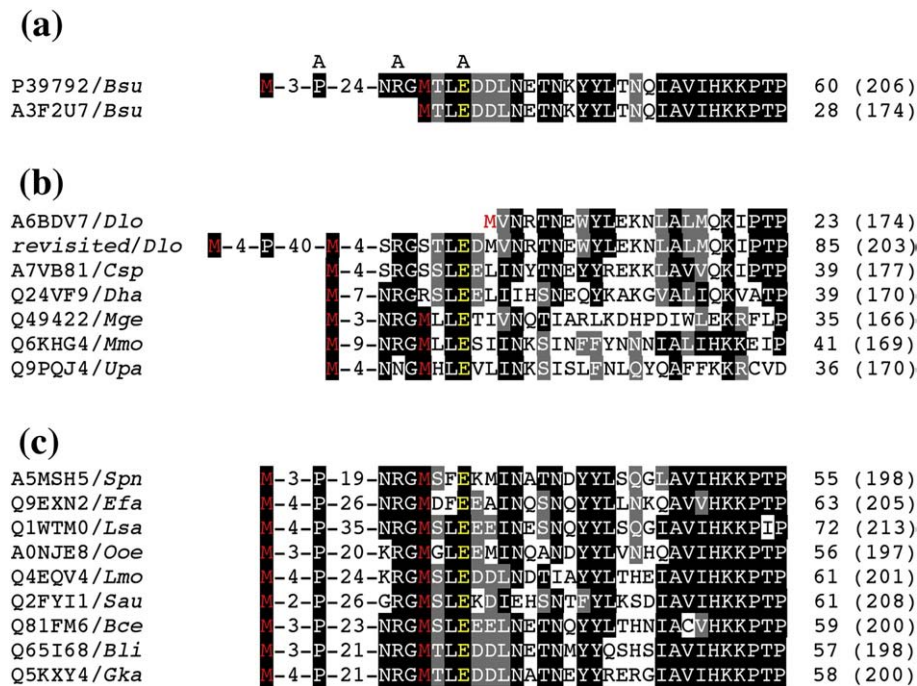 (a)
A A A
P39792/Bsu M-3-P-24-NRGMTLEDDLNETNKYYLTNQIAVIHKKPTP 60 (206)
A3F2U7/Bsu MTLEDDLNETNKYYLTNQIAVIHKKPTP 28 (174)
(b)
A6BDV7/Dlo MVNRTNEWYLEKNLALMQKIPTP 23 (174)
revisited/Dlo M-4-P-40-M-4-SRGSTLEDMVNRTNEWYLEKNLALMQKIPTP 85 (203)
A7VB81/Csp M-4-SRGSSLEELINYTNEYYREKKLAVVQKIPTP 39 (177)
Q24VF9/Dha M-7-NGRSLEELIIHSNEQYKAKGVALIQKVATP 39 (170)
Q49422/Mge M-3-NRGMLLETIVNQTIARLKDHPDIWLEKRFLP 35 (166)
Q6KHG4/Mmo M-9-NRGMLLESIINKSINFFYNNNIALIHKKEIP 41 (169)
Q9PQJ4/Upa M-4-NNGMHLEVLINKSISLFNLQYQAFFKKRCVD 36 (170)
(c)
A5MSH5/Spn M-3-P-19-NRGMSFEKMINATNDYYLSQGLAVIHKKPTP 55 (198)
Q9EXN2/Efa M-4-P-25-NRGMDFEEAINQSNQYYLLNKQAVIHKKPTP 63 (205)
Q1WTM0/Lsa M-4-P-35-NRGMSLEEEINESNQYYLSQGIAVIHKKPIP 72 (213)
A0NJE8/Ooe M-3-P-20-KRGMGLEEMINQANDYYLVNHQAVIHKKPTP 56 (197)
Q4EQV4/Lmo M-4-P-24-KRGMSLEDDLNDTIAYYLTHEIAVIHKKPTP 61 (201)
Q2FYI1/Sau M-2-P-26-GRGMSLEKDIEHSNTFYLKSDIAVIHKKPTP 61 (208)
Q81FM6/Bce M-3-P-23-NRGMSLEEELNETNQYYLTHNIACVHKKPTP 59 (200)
Q65I68/Bli M-3-P-21-NRGMTLEDDLNETNMYYQSHSIAVIHKKPTP 57 (198)
Q5KXY4/Gka M-4-P-21-NRGMTLEDDLNETNEYYRERGIAVIHKKPTP 58 (200)